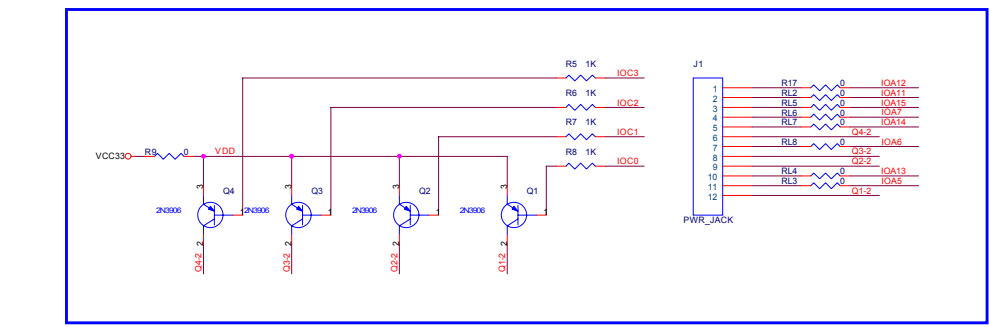 R5 1K
IOC3
R6 1K
IOC2
R7 1K
IOC1
R8 1K
IOC0
VCC33
R9 0
VDD
3
Q4
2N3906
1
2
Q4-2
3
Q3
2N3906
1
2
Q3-2
3
Q2
2N3906
1
2
Q2-2
3
Q1
2N3906
1
2
Q1-2
J1
1 R17 0 IOA12
2 RL2 0 IOA11
3 RL5 0 IOA15
4 RL6 0 IOA7
5 RL7 0 IOA14
6 Q4-2
7 RL8 0 IOA6
8 Q3-2
9 Q2-2
10 RL4 0 IOA13
11 RL3 0 IOA5
12 Q1-2
PWR_JACK